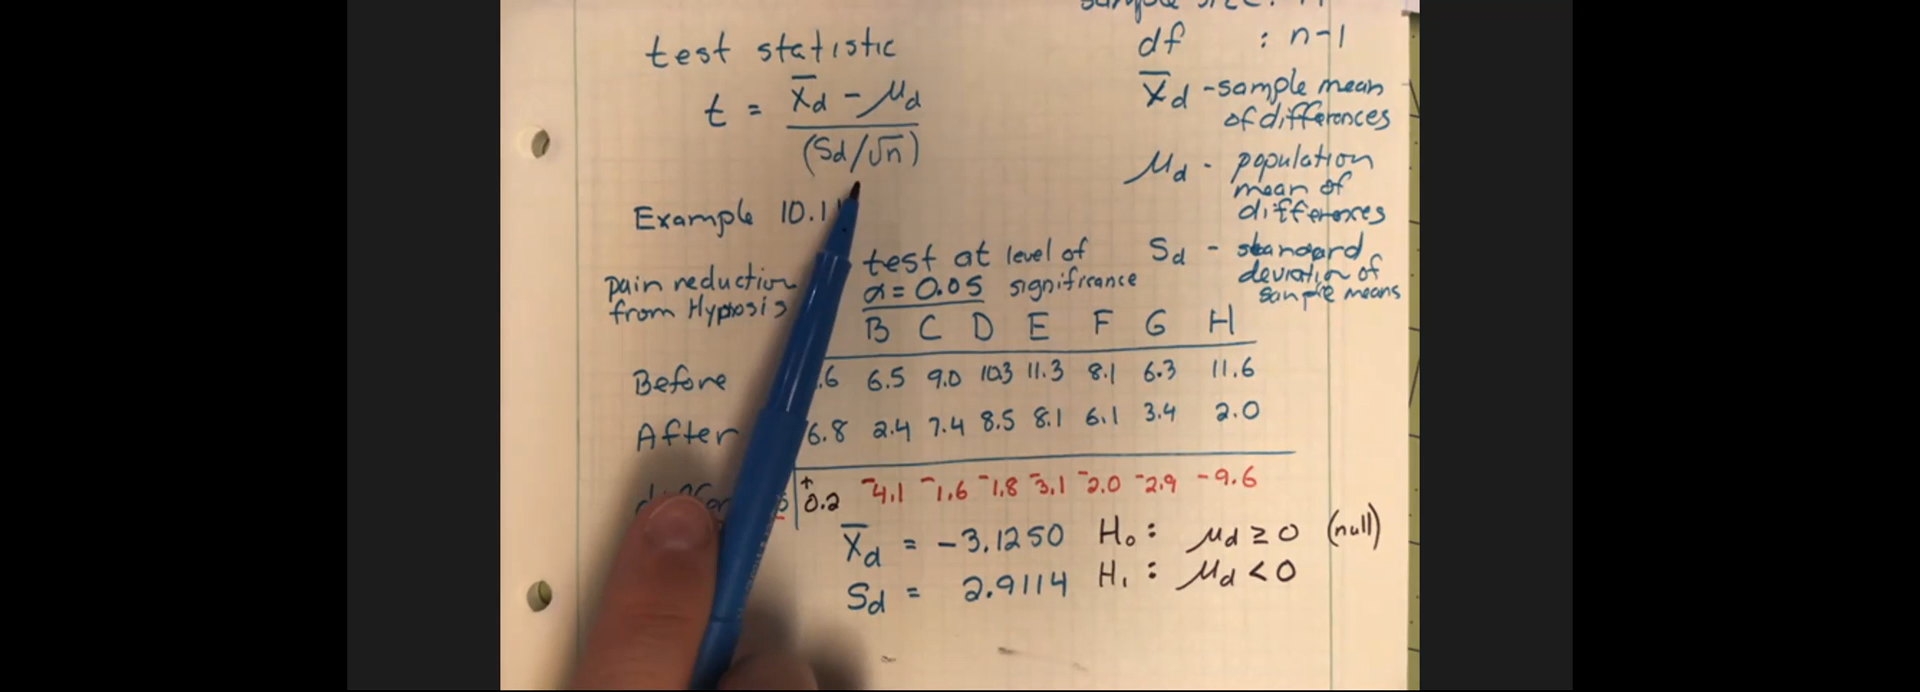 test statistic
t = x̄d - μd
(Sd/√n)
df : n-1
x̄d - sample mean
of differences
μd - population
mean of
differences
Sd - standard
deviation of
sample means
Example 10.1
pain reduction
from Hypnosis
test at level of
α = 0.05 significance
B C D E F G H
Before .6 6.5 9.0 10.3 11.3 8.1 6.3 11.6
After 6.8 2.4 7.4 8.5 8.1 6.1 3.4 2.0
+0.2 -4.1 -1.6 -1.8 -3.1 -2.0 -2.9 -9.6
x̄d = -3.1250
Sd = 2.9114
H₀: μd ≥ 0 (null)
H₁: μd < 0